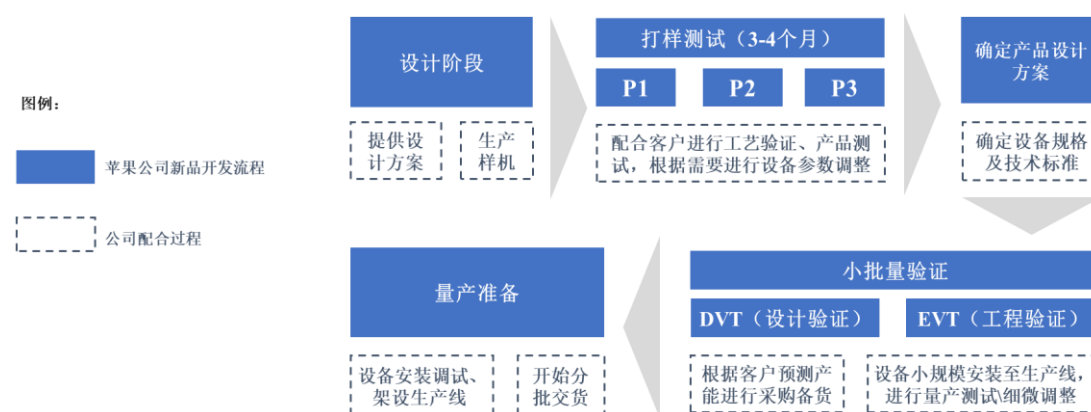 图例：
苹果公司新品开发流程
公司配合过程
设计阶段
提供设
计方案
生产
样机
打样测试（3-4个月）
P1
P2
P3
配合客户进行工艺验证、产品测
试，根据需要进行设备参数调整
确定产品设计
方案
确定设备规格
及技术标准
小批量验证
DVT（设计验证）
EVT（工程验证）
根据客户预测产
能进行采购备货
设备小规模安装至生产线，
进行量产测试\细微调整
量产准备
设备安装调试、
架设生产线
开始分
批交货